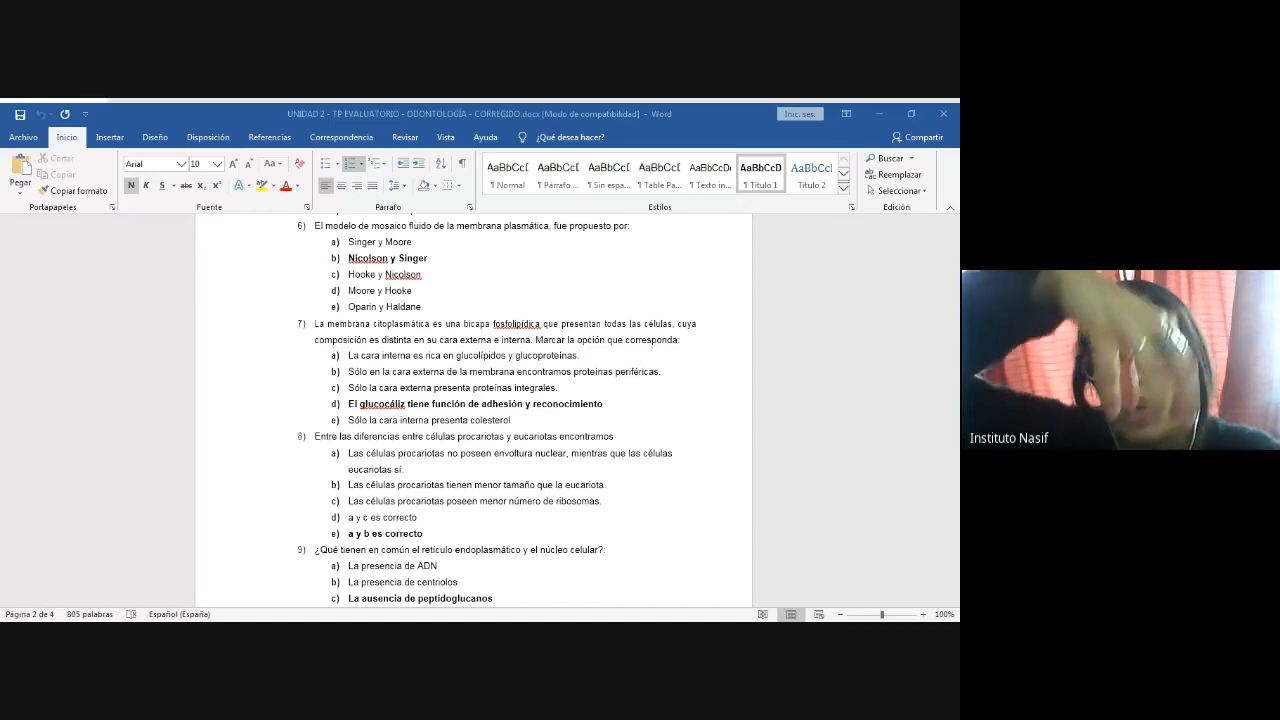 UNIDAD 2 - TP EVALUATORIO - ODONTOLOGÍA - CORREGIDO.docx [Modo de compatibilidad] - Word
Inic. ses.
Archivo Inicio Insertar Diseño Disposición Referencias Correspondencia Revisar Vista Ayuda ¿Qué desea hacer? Compartir
Pegar
Cortar
Copiar
Copiar formato
Portapapeles
Arial 10
Fuente
Párrafo
AaBbCcD AaBbCcD AaBbCcD AaBbCcD AaBbCcDd AaBbCcD AaBbCcD
¶ Normal ¶ Párrafo ... ¶ Sin espa... ¶ Table Pa... ¶ Texto in... ¶ Título 1 Título 2
Estilos
Buscar
Reemplazar
Seleccionar
Edición
6) El modelo de mosaico fluido de la membrana plasmática, fue propuesto por:
a) Singer y Moore
b) Nicolson y Singer
c) Hooke y Nicolson
d) Moore y Hooke
e) Oparin y Haldane
7) La membrana citoplasmática es una bicapa fosfolipídica que presentan todas las células, cuya
composición es distinta en su cara externa e interna. Marcar la opción que corresponda:
a) La cara interna es rica en glucolípidos y glucoproteínas.
b) Sólo en la cara externa de la membrana encontramos proteínas periféricas.
c) Sólo la cara externa presenta proteínas integrales.
d) El glucocáliz tiene función de adhesión y reconocimiento
e) Sólo la cara interna presenta colesterol
8) Entre las diferencias entre células procariotas y eucariotas encontramos
a) Las células procariotas no poseen envoltura nuclear, mientras que las células
eucariotas sí.
b) Las células procariotas tienen menor tamaño que la eucariota.
c) Las células procariotas poseen menor número de ribosomas.
d) a y c es correcto
e) a y b es correcto
9) ¿Qué tienen en común el retículo endoplasmático y el núcleo celular?:
a) La presencia de ADN
b) La presencia de centriolos
c) La ausencia de peptidoglucanos
Página 2 de 4 805 palabras Español (España) 100%
Instituto Nasif